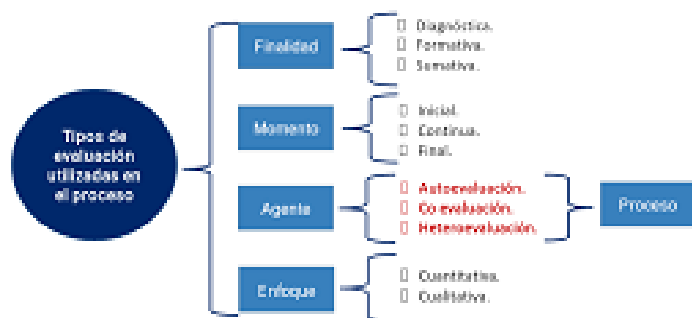 Tipos de
evaluación
utilizadas en
el proceso
Finalidad
Diagnóstica.
Formativa.
Sumativa.
Momento
Inicial.
Continua.
Final.
Agente
Autoevaluación.
Co evaluación.
Heteroevaluación.
Proceso
Enfoque
Cuantitativa.
Cualitativa.